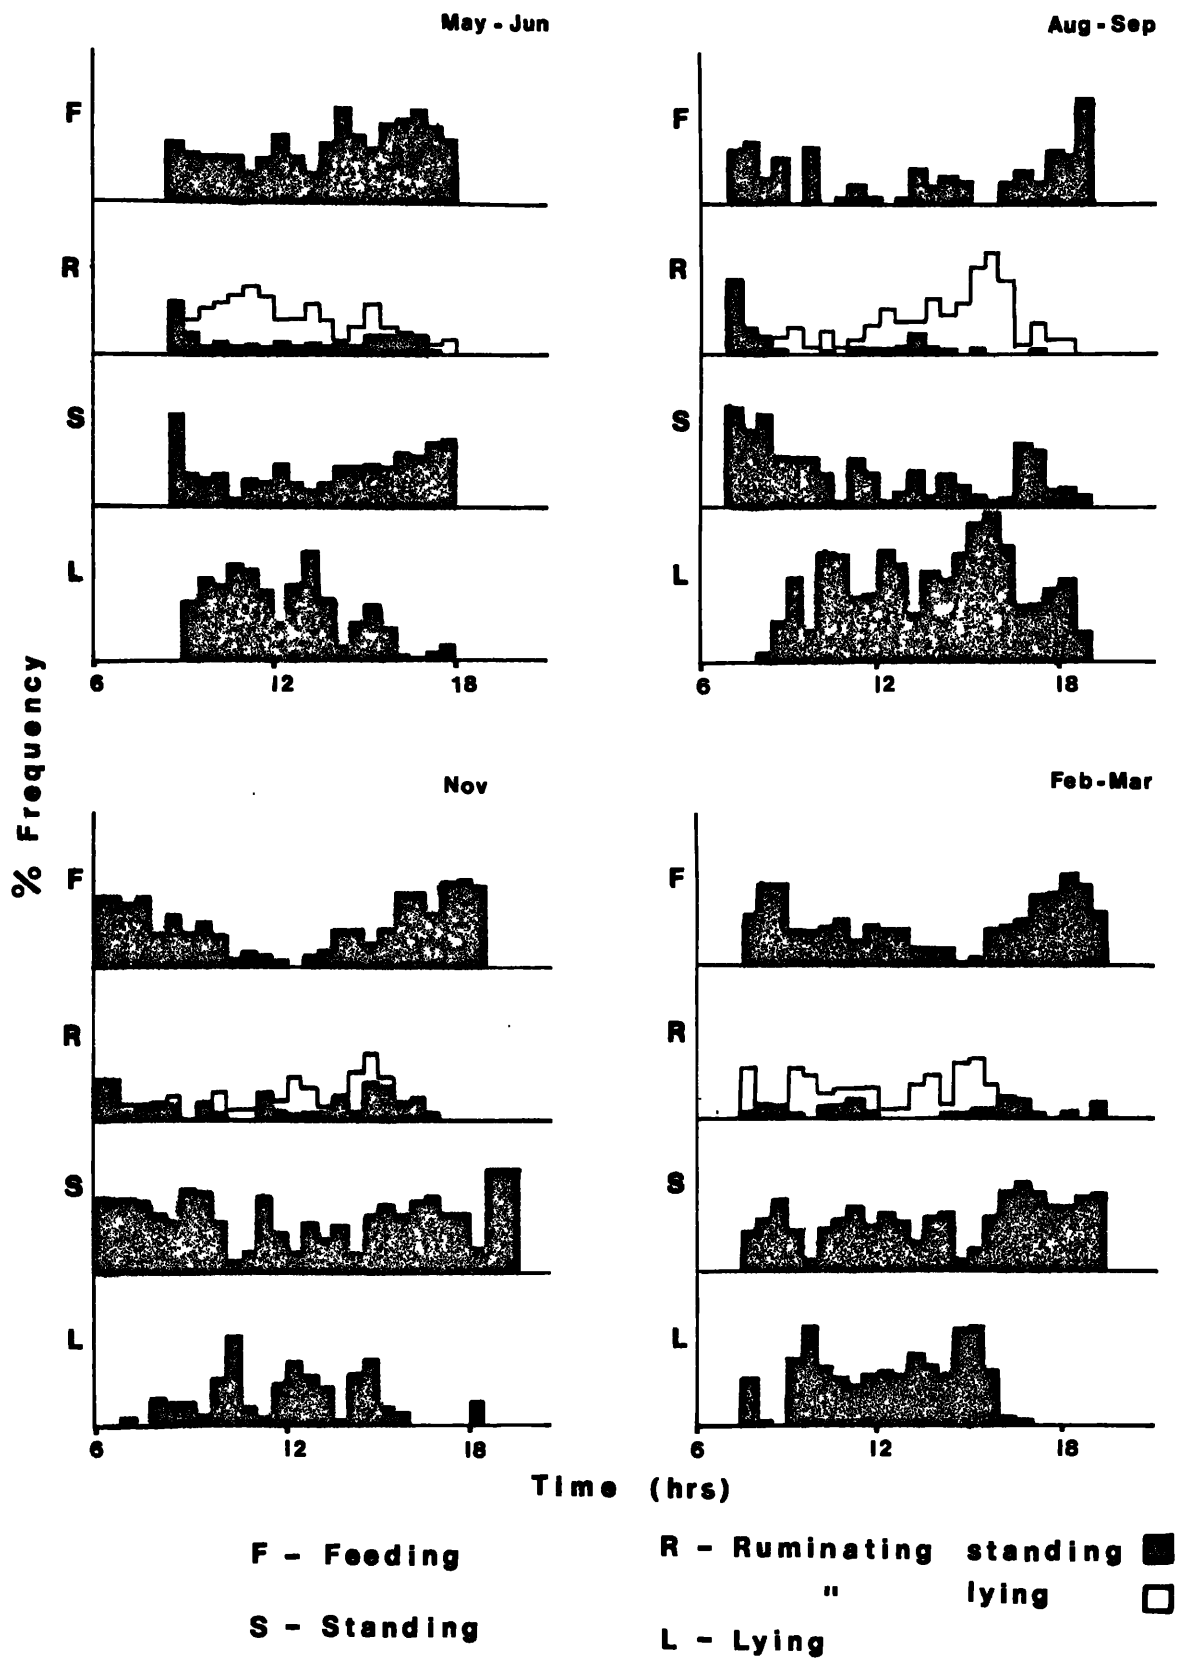 May - Jun
Aug - Sep
F
F
R
R
S
S
L
L
6 12 18
6 12 18
% Frequency
Nov
Feb - Mar
F
F
R
R
S
S
L
L
6 12 18
6 12 18
Time (hrs)
F - Feeding
R - Ruminating standing
" lying
S - Standing
L - Lying